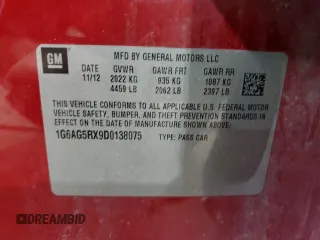 GM
MFD BY GENERAL MOTORS LLC
11/12 GVWR GAWR FRT GAWR RR
2022 KG 935 KG 1087 KG
4459 LB 2062 LB 2397 LB
THIS VEHICLE CONFORMS TO ALL APPLICABLE U.S. FEDERAL MOTOR
VEHICLE SAFETY, BUMPER, AND THEFT PREVENTION STANDARDS
IN EFFECT ON THE DATE OF MANUFACTURE SHOWN ABOVE.
1G6AG5RX9D0138075 TYPE: PASS CAR
© DREAMBID